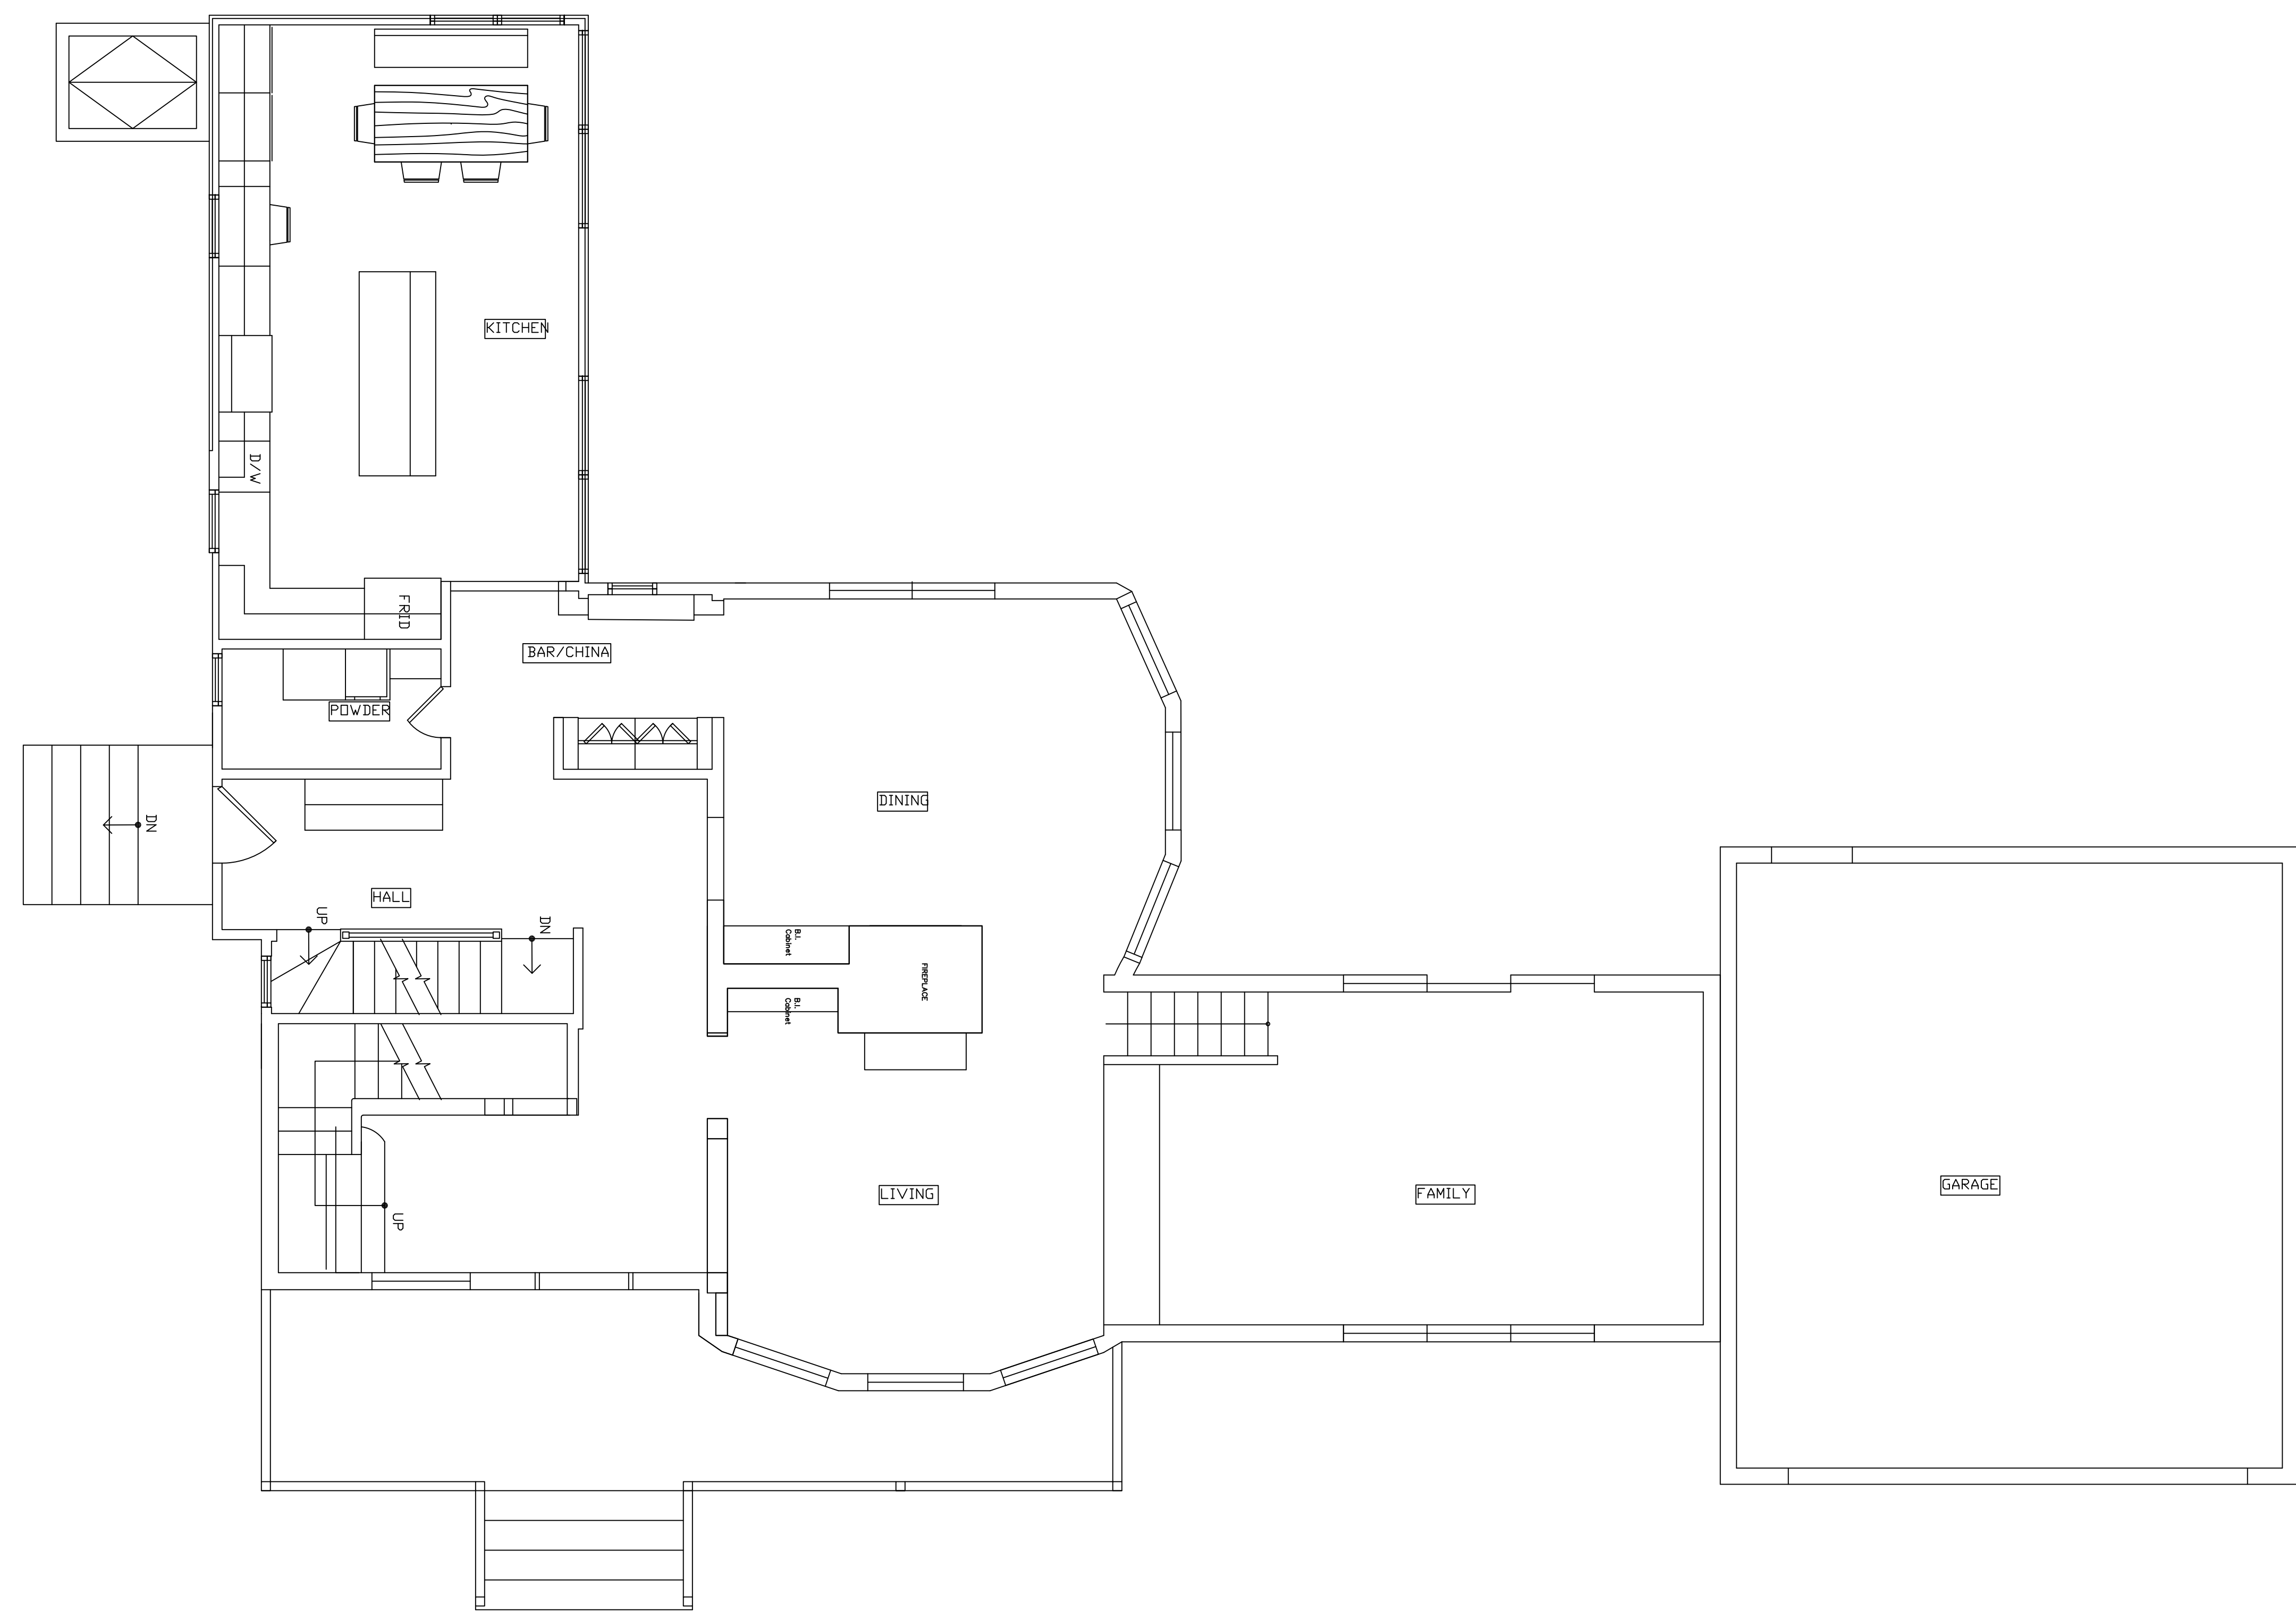 KITCHEN
D/W
FRID
BAR/CHINA
POWDER
DINING
DN
HALL
UP
DN
B.I.
Cabinet
FIREPLACE
B.I.
Cabinet
LIVING
FAMILY
GARAGE
UP